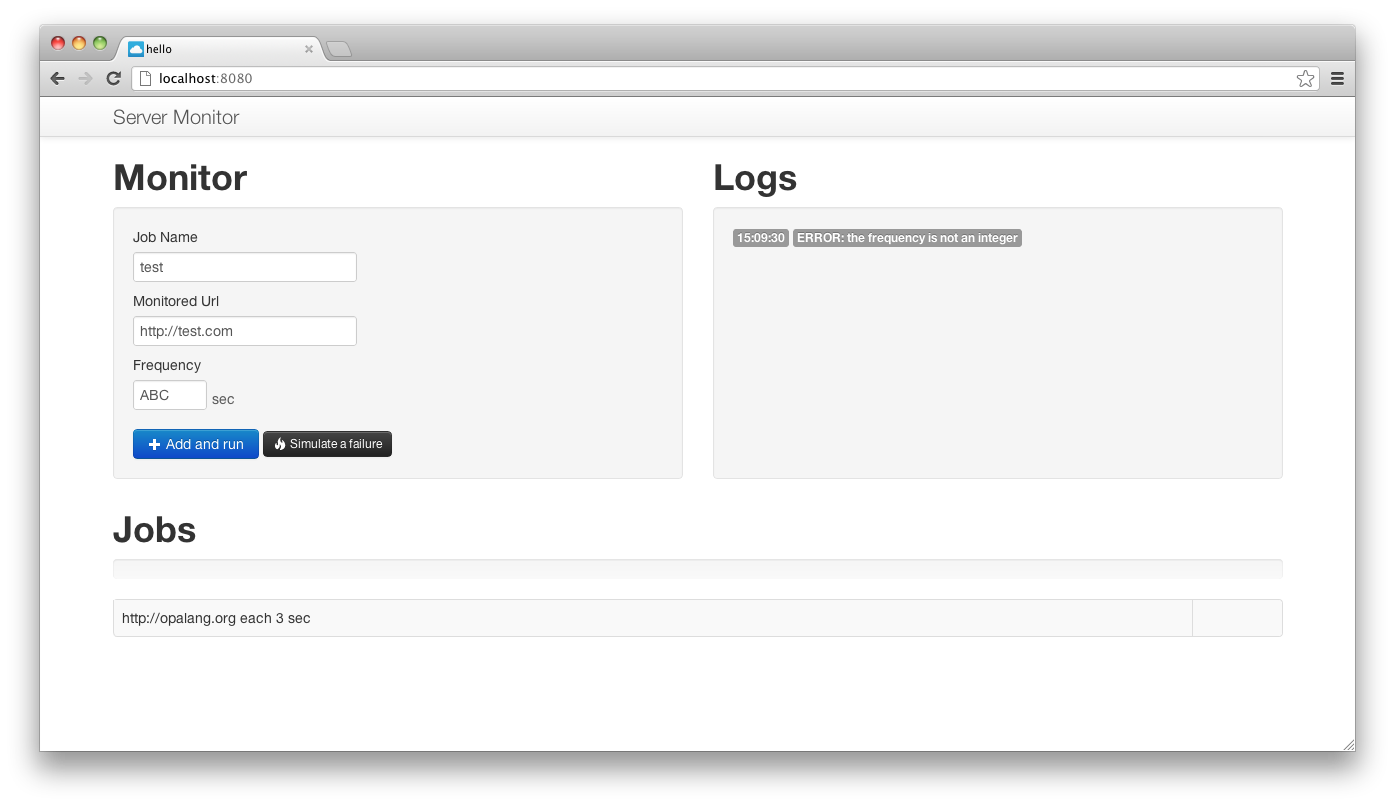 hello
localhost:8080
Server Monitor
Monitor
Job Name
test
Monitored Url
http://test.com
Frequency
ABC sec
Add and run Simulate a failure
Logs
15:09:30 ERROR: the frequency is not an integer
Jobs
http://opalang.org each 3 sec